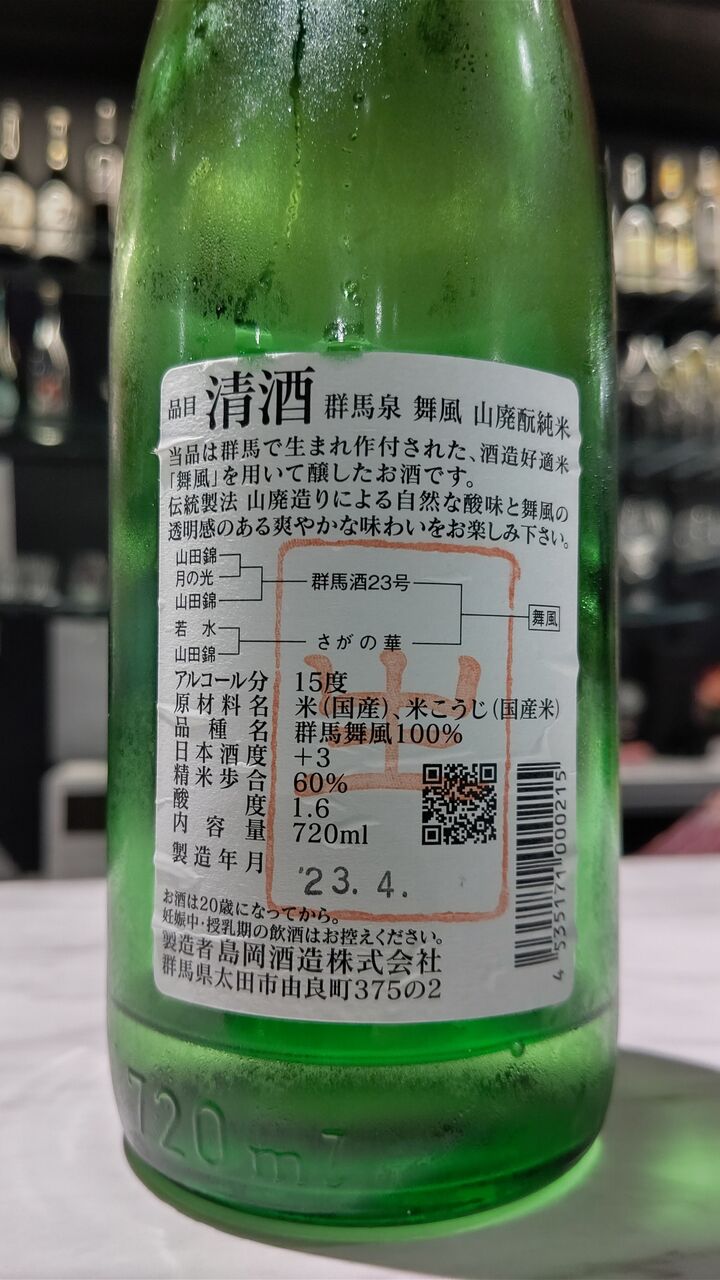 品目 清酒 群馬泉 舞風 山廃酛純米
当品は群馬で生まれ作付された、酒造好適米
「舞風」を用いて醸したお酒です。
伝統製法 山廃造りによる自然な酸味と舞風の
透明感のある爽やかな味わいをお楽しみ下さい。
山田錦
月の光
山田錦
群馬酒23号
若水
山田錦
さがの華
舞風
生
アルコール分 15度
原材料名 米(国産)、米こうじ(国産米)
品種名 群馬舞風100%
日本酒度 +3
精米歩合 60%
酸度 1.6
内容量 720ml
製造年月 '23.4.
お酒は20歳になってから。
妊娠中・授乳期の飲酒はお控えください。
製造者 島岡酒造株式会社
群馬県太田市由良町375の2
4 535171 000215
720ml